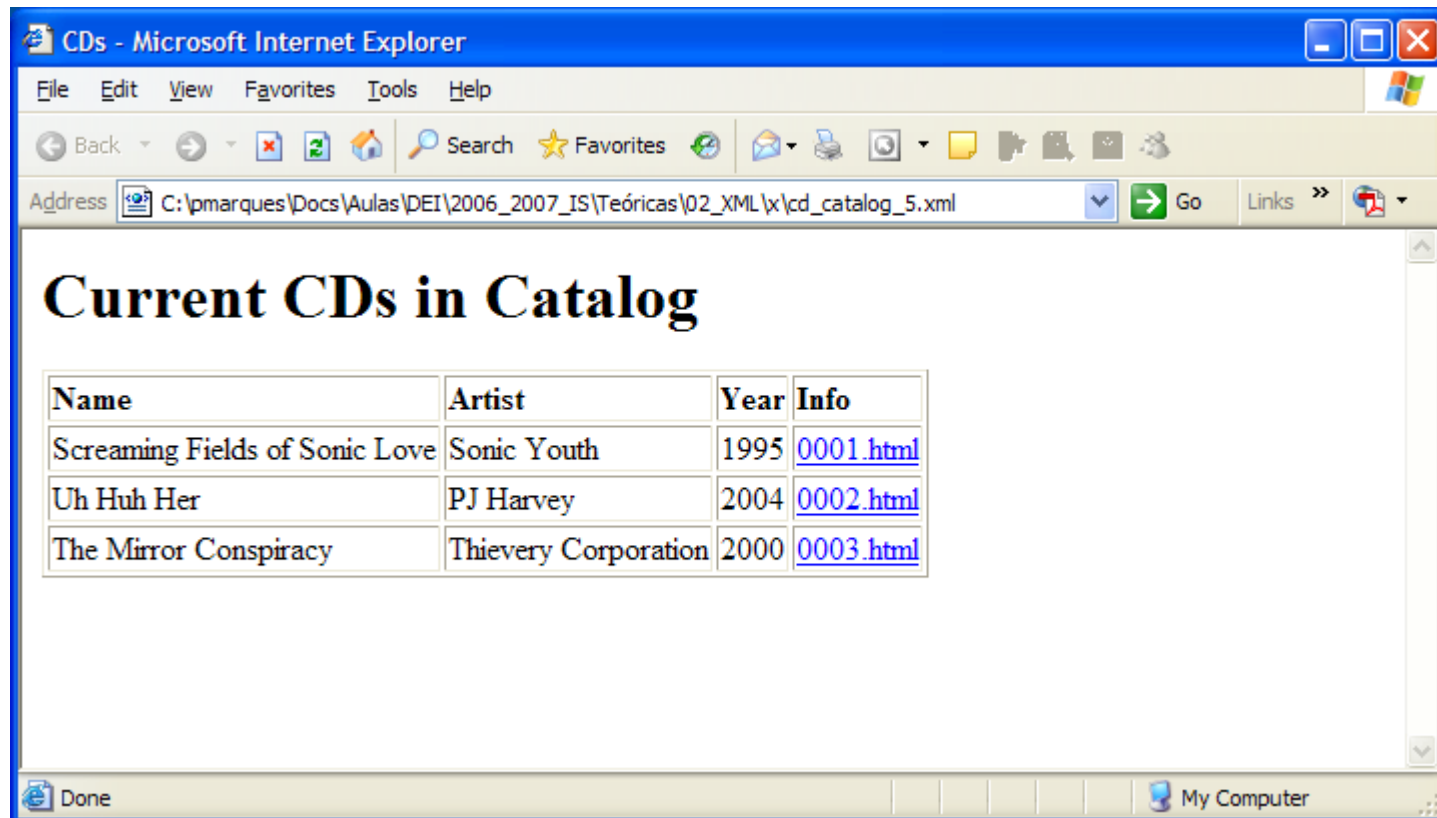 CDs - Microsoft Internet Explorer
File Edit View Favorites Tools Help
Back Search Favorites
Address C:\pmarques\Docs\Aulas\DEI\2006_2007_IS\Teóricas\02_XML\x\cd_catalog_5.xml Go Links »
Current CDs in Catalog
Name Artist Year Info
Screaming Fields of Sonic Love Sonic Youth 1995 0001.html
Uh Huh Her PJ Harvey 2004 0002.html
The Mirror Conspiracy Thievery Corporation 2000 0003.html
Done My Computer